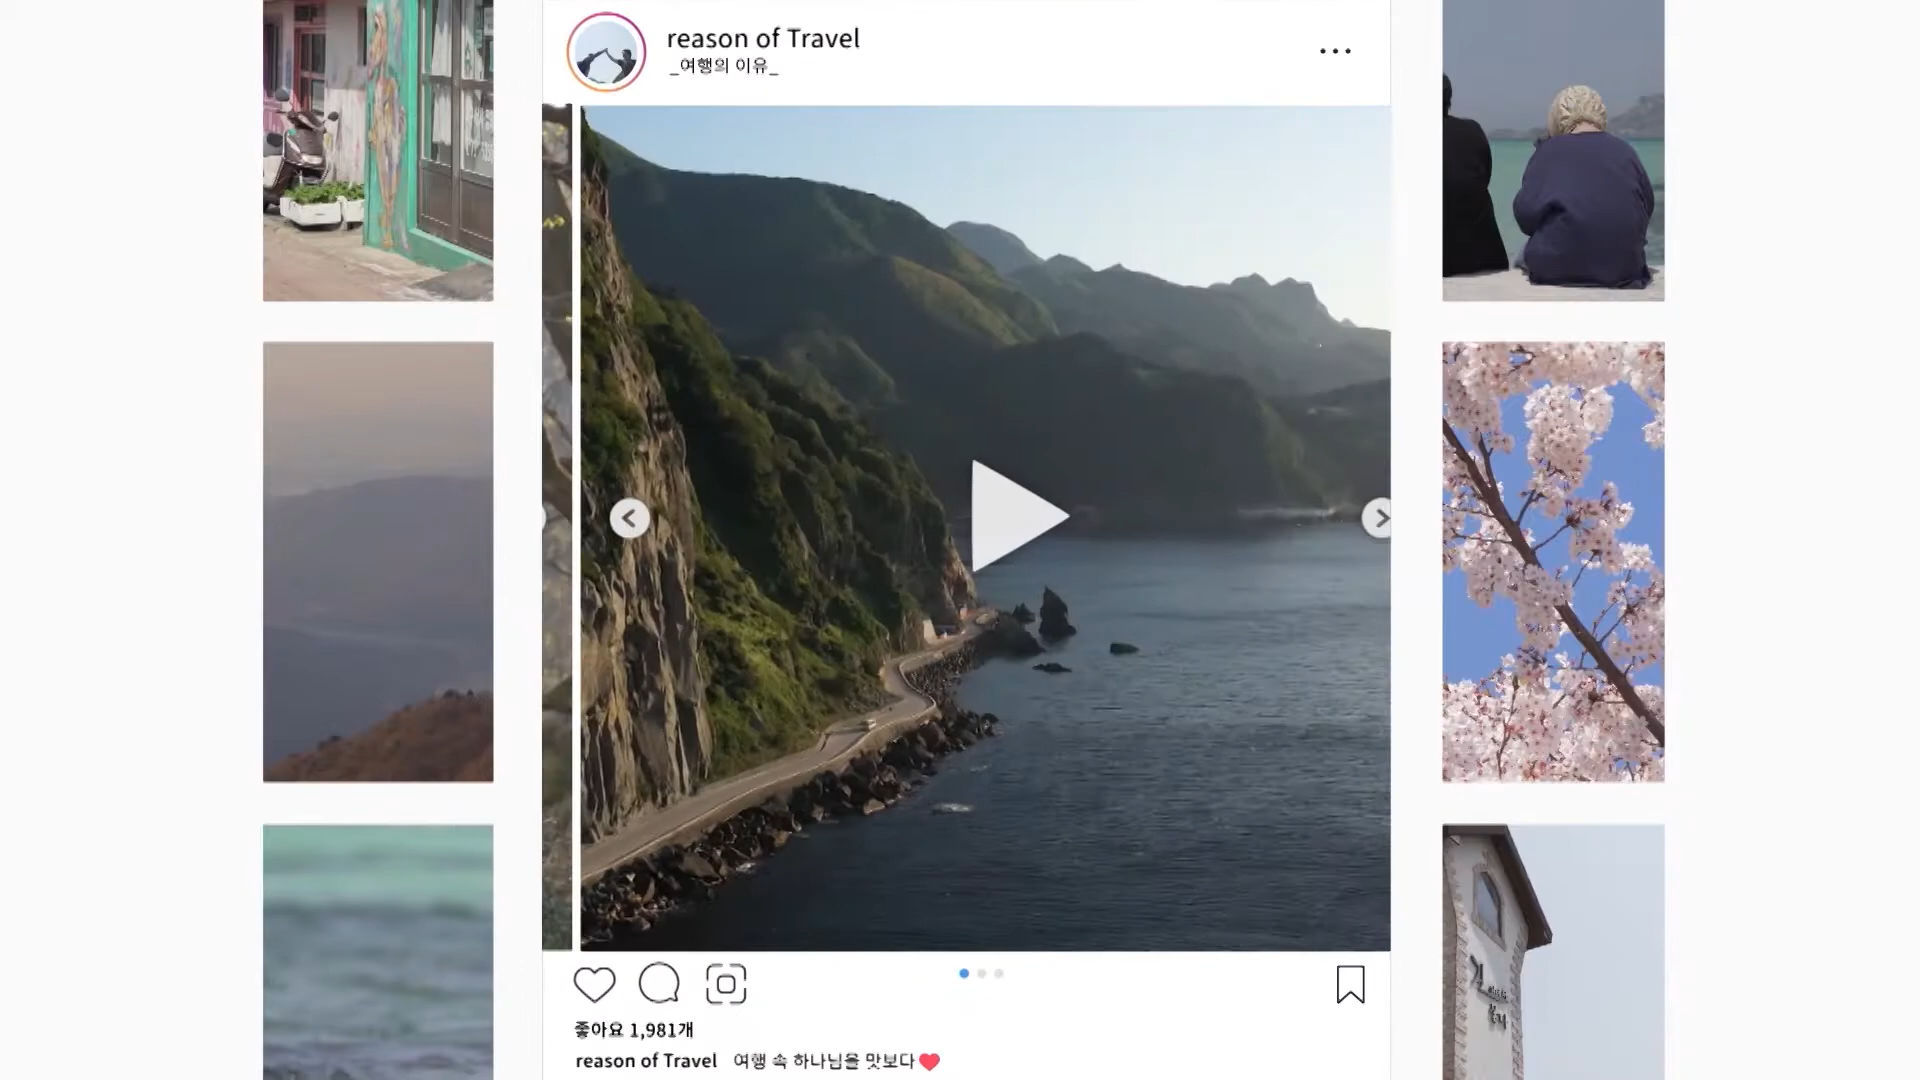 reason of Travel
_여행의 이유_
좋아요 1,981개
reason of Travel 여행 속 하나님을 맛보다❤️